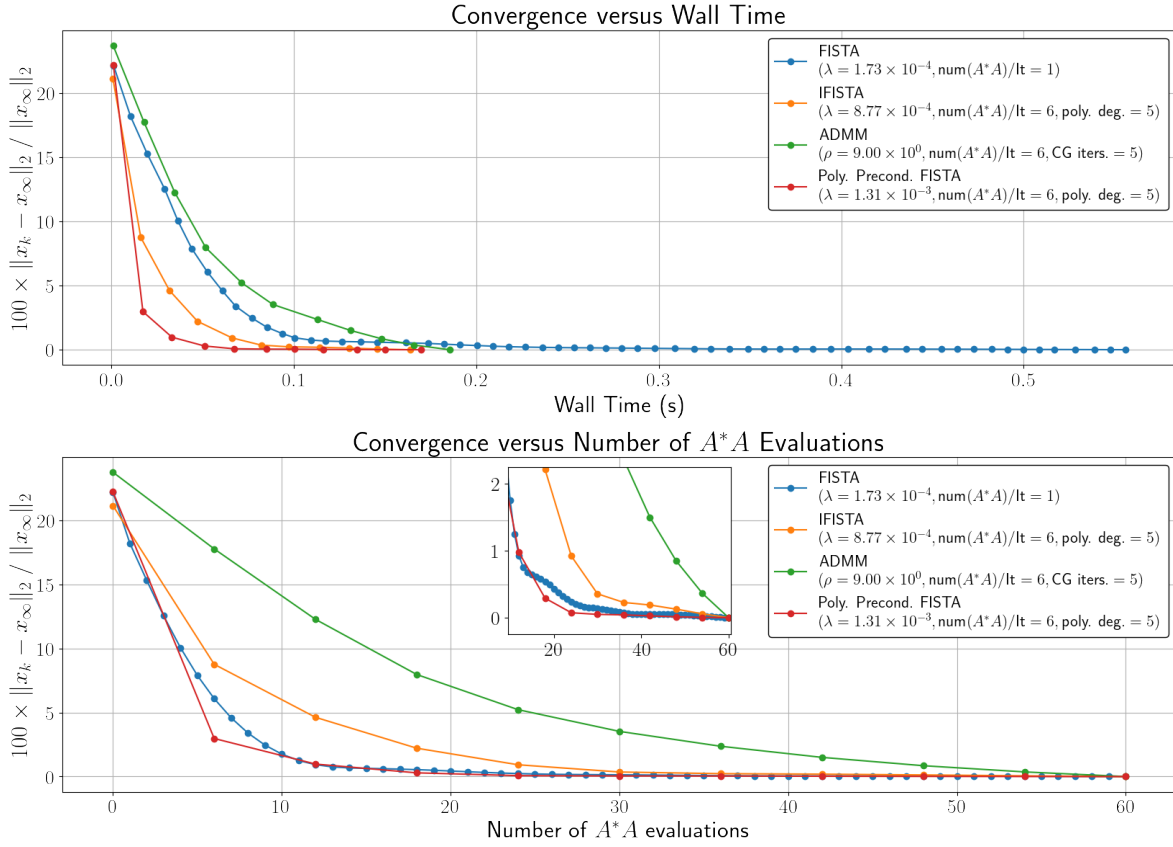 Convergence versus Wall Time
100 × ||x_k − x_∞||_2 / ||x_∞||_2
20
15
10
5
0
FISTA
(λ = 1.73 × 10^−4, num(A*A)/It = 1)
IFISTA
(λ = 8.77 × 10^−4, num(A*A)/It = 6, poly. deg. = 5)
ADMM
(ρ = 9.00 × 10^0, num(A*A)/It = 6, CG iters. = 5)
Poly. Precond. FISTA
(λ = 1.31 × 10^−3, num(A*A)/It = 6, poly. deg. = 5)
0.0 0.1 0.2 0.3 0.4 0.5
Wall Time (s)
Convergence versus Number of A*A Evaluations
100 × ||x_k − x_∞||_2 / ||x_∞||_2
20
15
10
5
0
2
1
0
20 40 60
FISTA
(λ = 1.73 × 10^−4, num(A*A)/It = 1)
IFISTA
(λ = 8.77 × 10^−4, num(A*A)/It = 6, poly. deg. = 5)
ADMM
(ρ = 9.00 × 10^0, num(A*A)/It = 6, CG iters. = 5)
Poly. Precond. FISTA
(λ = 1.31 × 10^−3, num(A*A)/It = 6, poly. deg. = 5)
0 10 20 30 40 50 60
Number of A*A evaluations